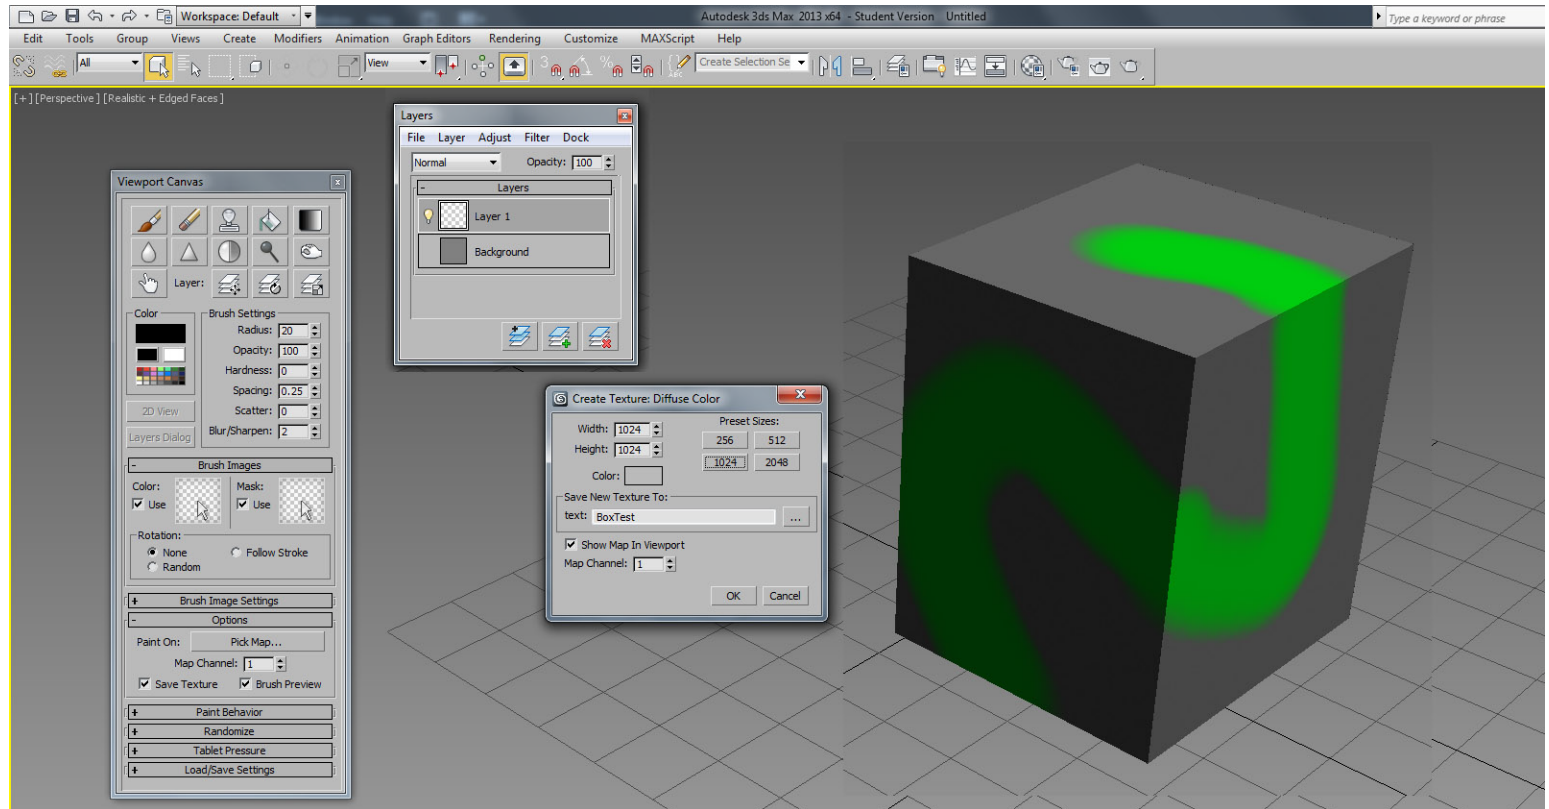 Workspace: Default
Autodesk 3ds Max 2013 x64 - Student Version Untitled
Type a keyword or phrase
Edit Tools Group Views Create Modifiers Animation Graph Editors Rendering Customize MAXScript Help
All
View
3
%
ABC
Create Selection Se
[+] [Perspective] [Realistic + Edged Faces]
Layers
File Layer Adjust Filter Dock
Normal Opacity: 100
- Layers
Layer 1
Background
Viewport Canvas
Layer:
Color
Brush Settings
Radius: 20
Opacity: 100
Hardness: 0
Spacing: 0.25
2D View
Scatter: 0
Layers Dialog
Blur/Sharpen: 2
- Brush Images
Color: Mask:
Use Use
Rotation:
None Follow Stroke
Random
+ Brush Image Settings
- Options
Paint On: Pick Map...
Map Channel: 1
Save Texture Brush Preview
+ Paint Behavior
+ Randomize
+ Tablet Pressure
+ Load/Save Settings
Create Texture: Diffuse Color
Width: 1024
Height: 1024
Color:
Preset Sizes:
256 512
1024 2048
Save New Texture To:
text: BoxTest ...
Show Map In Viewport
Map Channel: 1
OK Cancel